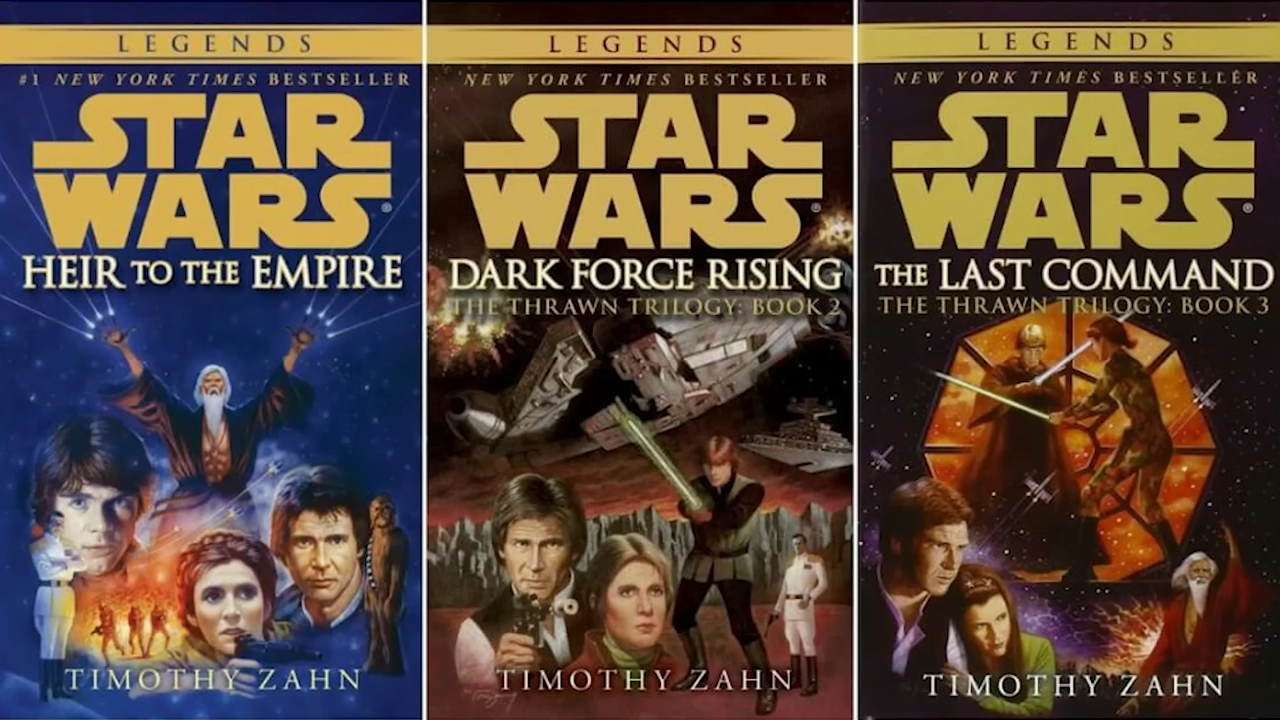 LEGENDS
#1 NEW YORK TIMES BESTSELLER
STAR
WARS®
HEIR TO THE EMPIRE
TIMOTHY ZAHN
LEGENDS
NEW YORK TIMES BESTSELLER
STAR
WARS®
DARK FORCE RISING
THE THRAWN TRILOGY: BOOK 2
TIMOTHY ZAHN
LEGENDS
NEW YORK TIMES BESTSELLER
STAR
WARS®
THE LAST COMMAND
THE THRAWN TRILOGY: BOOK 3
TIMOTHY ZAHN